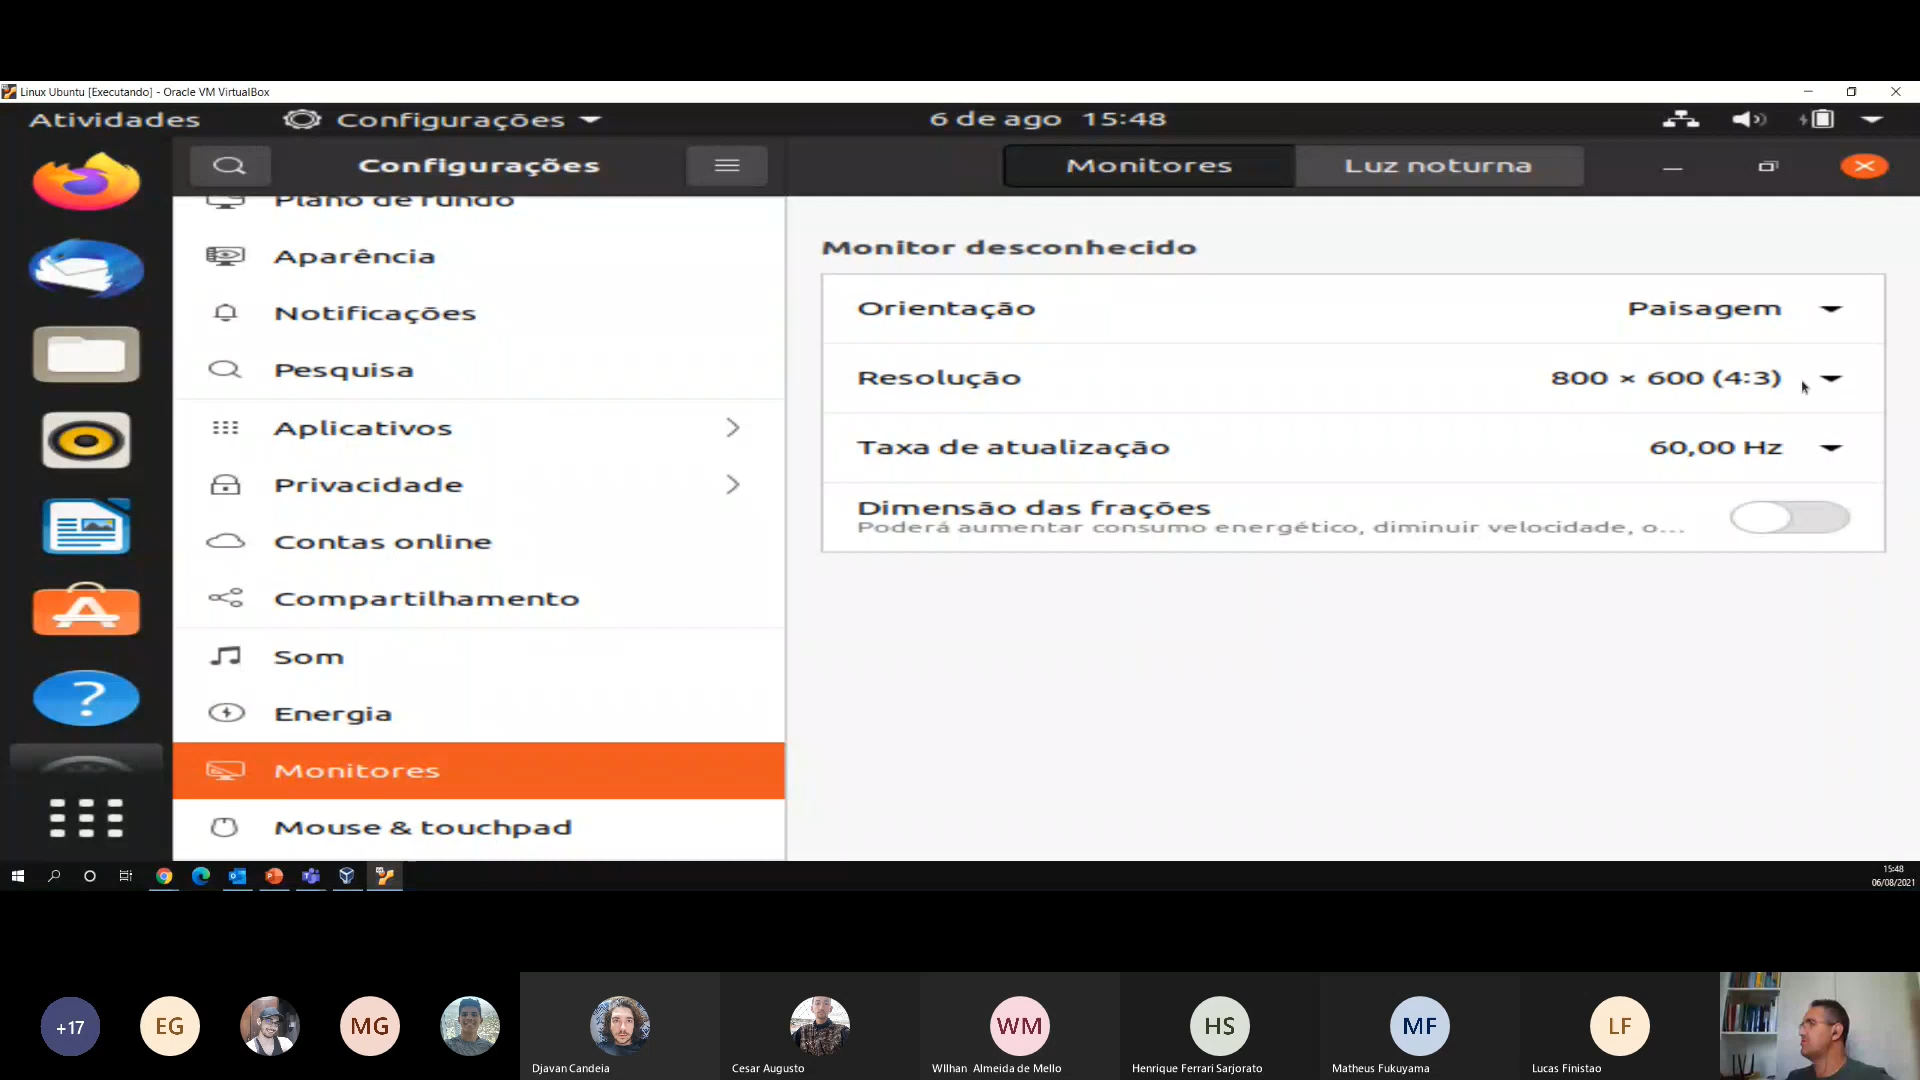 Linux Ubuntu [Executando] - Oracle VM VirtualBox
Atividades
Configurações
6 de ago 15:48
Configurações
Monitores
Luz noturna
Plano de fundo
Aparência
Notificações
Pesquisa
Aplicativos
Privacidade
Contas online
Compartilhamento
Som
Energia
Monitores
Mouse & touchpad
Monitor desconhecido
Orientação
Paisagem
Resolução
800 × 600 (4:3)
Taxa de atualização
60,00 Hz
Dimensão das frações
Poderá aumentar consumo energético, diminuir velocidade, o...
15:48
06/08/2021
+17
EG
MG
WM
HS
MF
LF
Djavan Candeia
Cesar Augusto
WIlhan Almeida de Mello
Henrique Ferrari Sarjorato
Matheus Fukuyama
Lucas Finistao